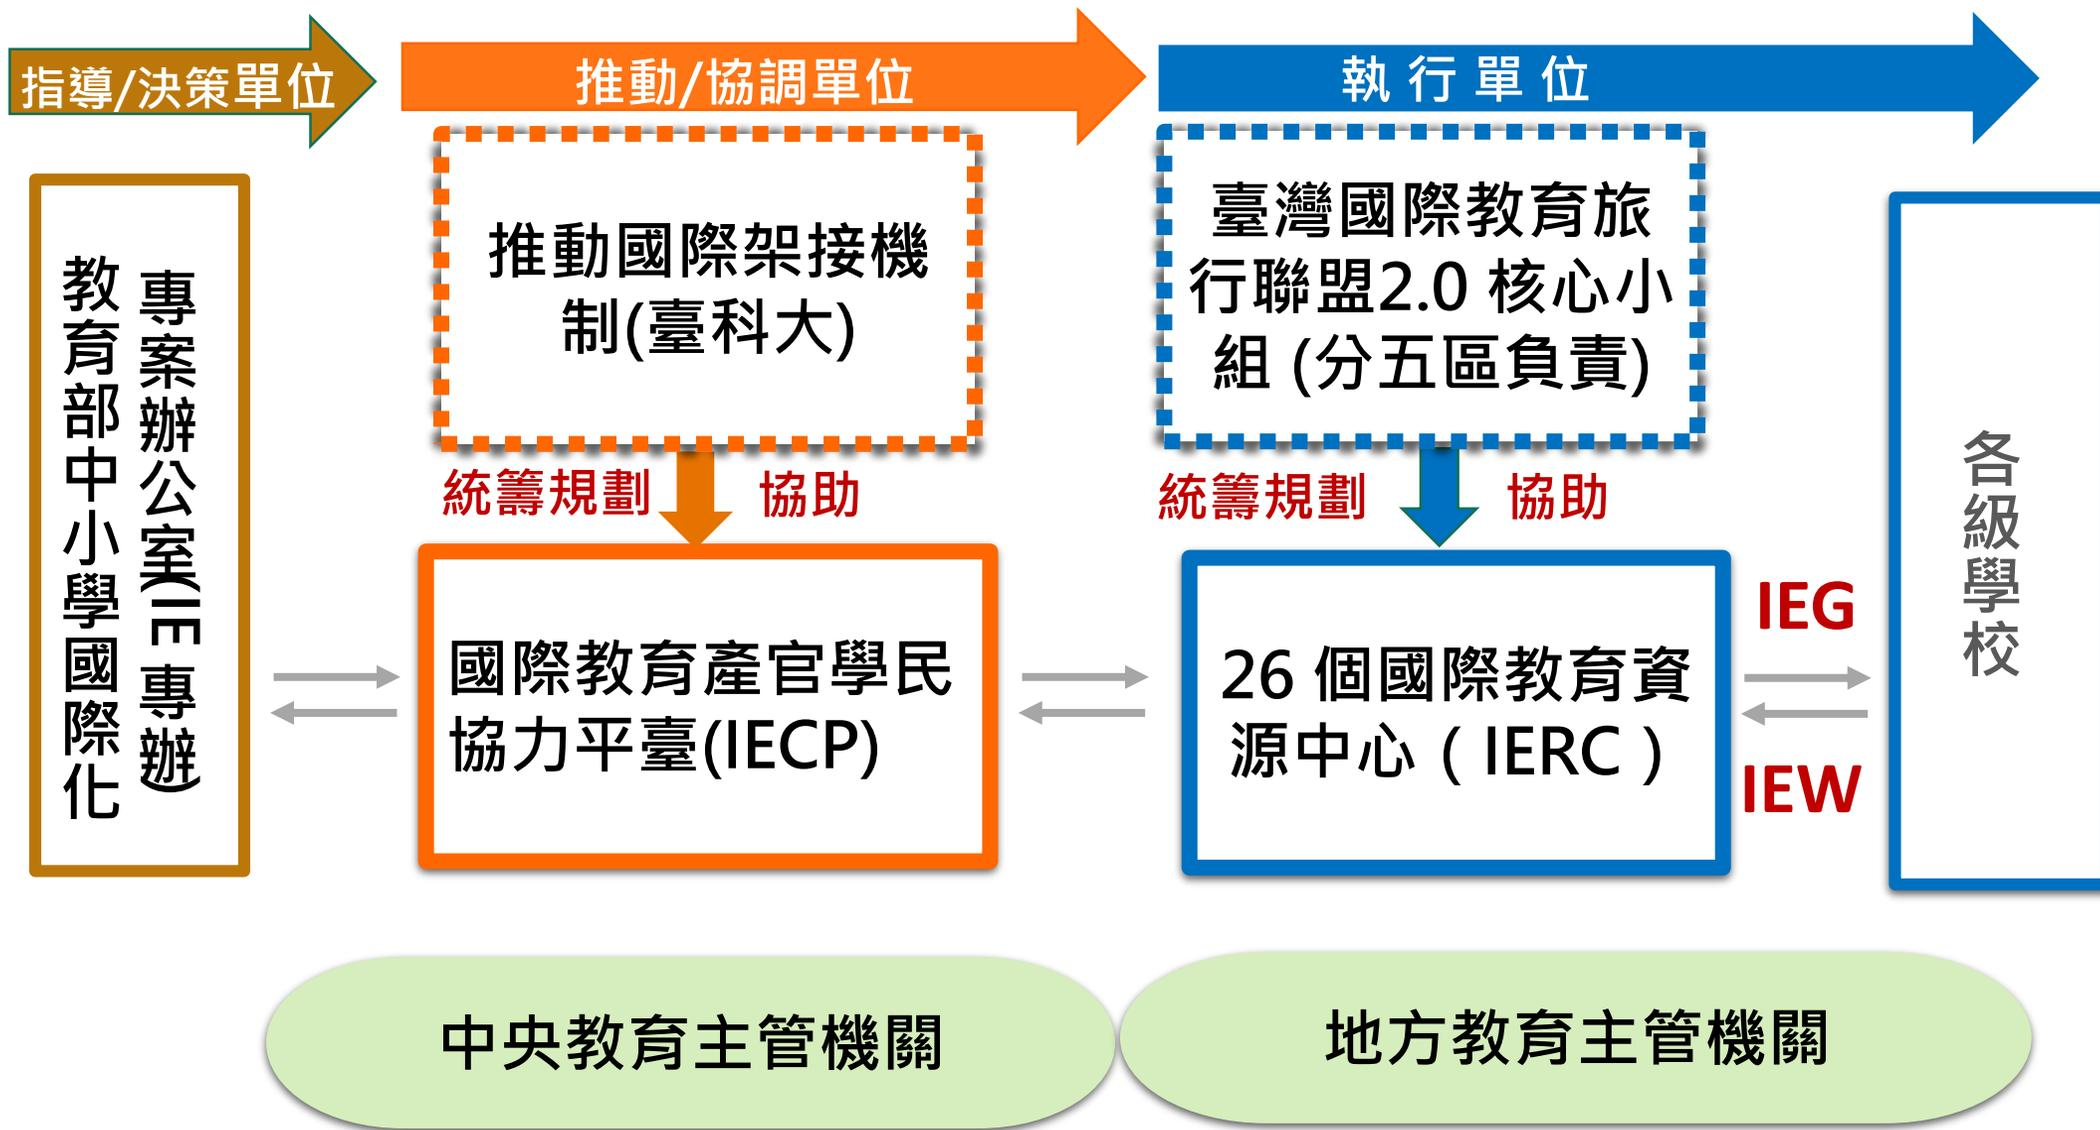 指導/決策單位
推動/協調單位
執行單位
教育部中小學國際化
專案辦公室(IE 專辦)
推動國際架接機
制(臺科大)
統籌規劃
協助
國際教育產官學民
協力平臺(IECP)
臺灣國際教育旅
行聯盟2.0 核心小
組 (分五區負責)
統籌規劃
協助
26 個國際教育資
源中心（ IERC ）
IEG
IEW
各級學校
中央教育主管機關
地方教育主管機關